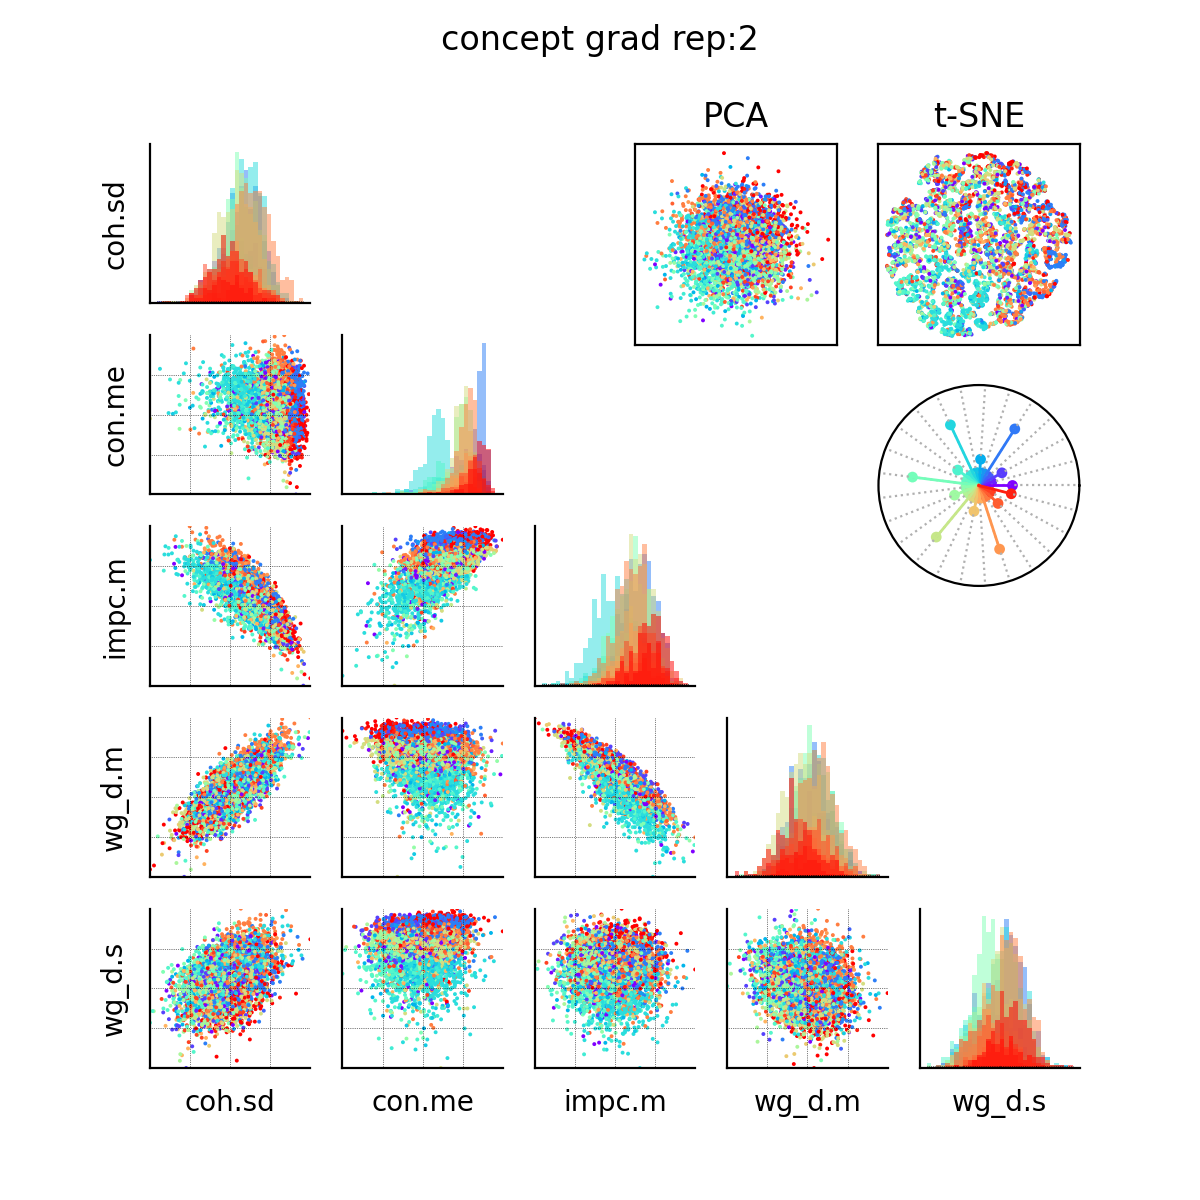 concept grad rep:2
PCA
t-SNE
coh.sd
con.me
impc.m
wg_d.m
wg_d.s
coh.sd
con.me
impc.m
wg_d.m
wg_d.s